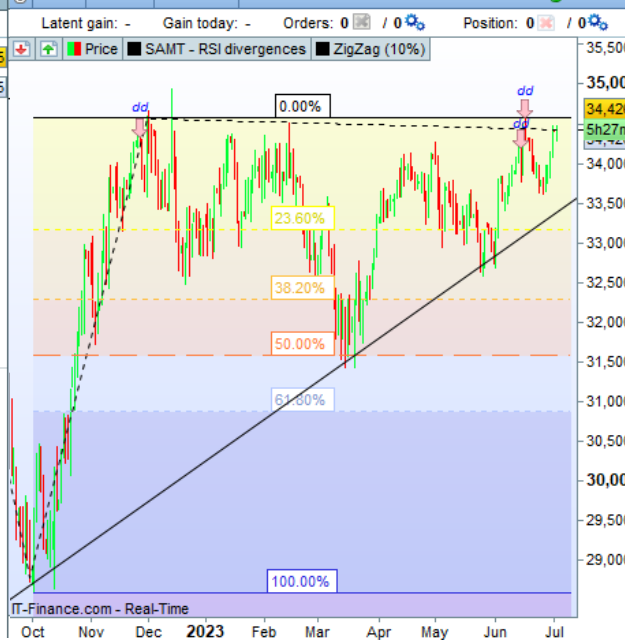 Latent gain: - Gain today: - Orders: 0 / 0 Position: 0 / 0
Price SAMT - RSI divergences ZigZag (10%)
35,500
35,000
dd
dd
0.00%
34,420
dd
5h27m
34,000
33,500
23.60%
33,000
38.20%
32,500
32,000
50.00%
31,500
61.80%
31,000
30,500
30,000
29,500
29,000
100.00%
IT-Finance.com - Real-Time
Oct Nov Dec 2023 Feb Mar Apr May Jun Jul